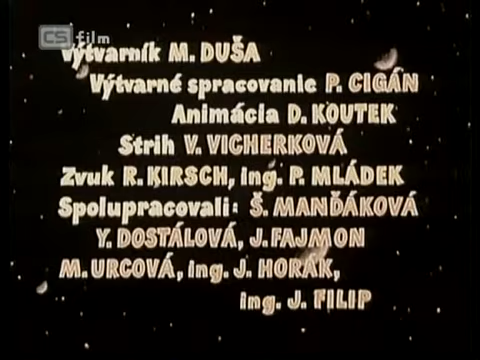 CS film
Výtvarník M. DUŠA
Výtvarné spracovanie P. CIGÁN
Animácia D. KOUTEK
Strih V. VICHERKOVÁ
Zvuk R. KIRSCH, ing. P. MLÁDEK
Spolupracovali: Š. MANĎÁKOVÁ
Y. DOSTÁLOVÁ, J. FAJMON
M. URCOVÁ, ing. J. HORÁK,
ing. J. FILIP